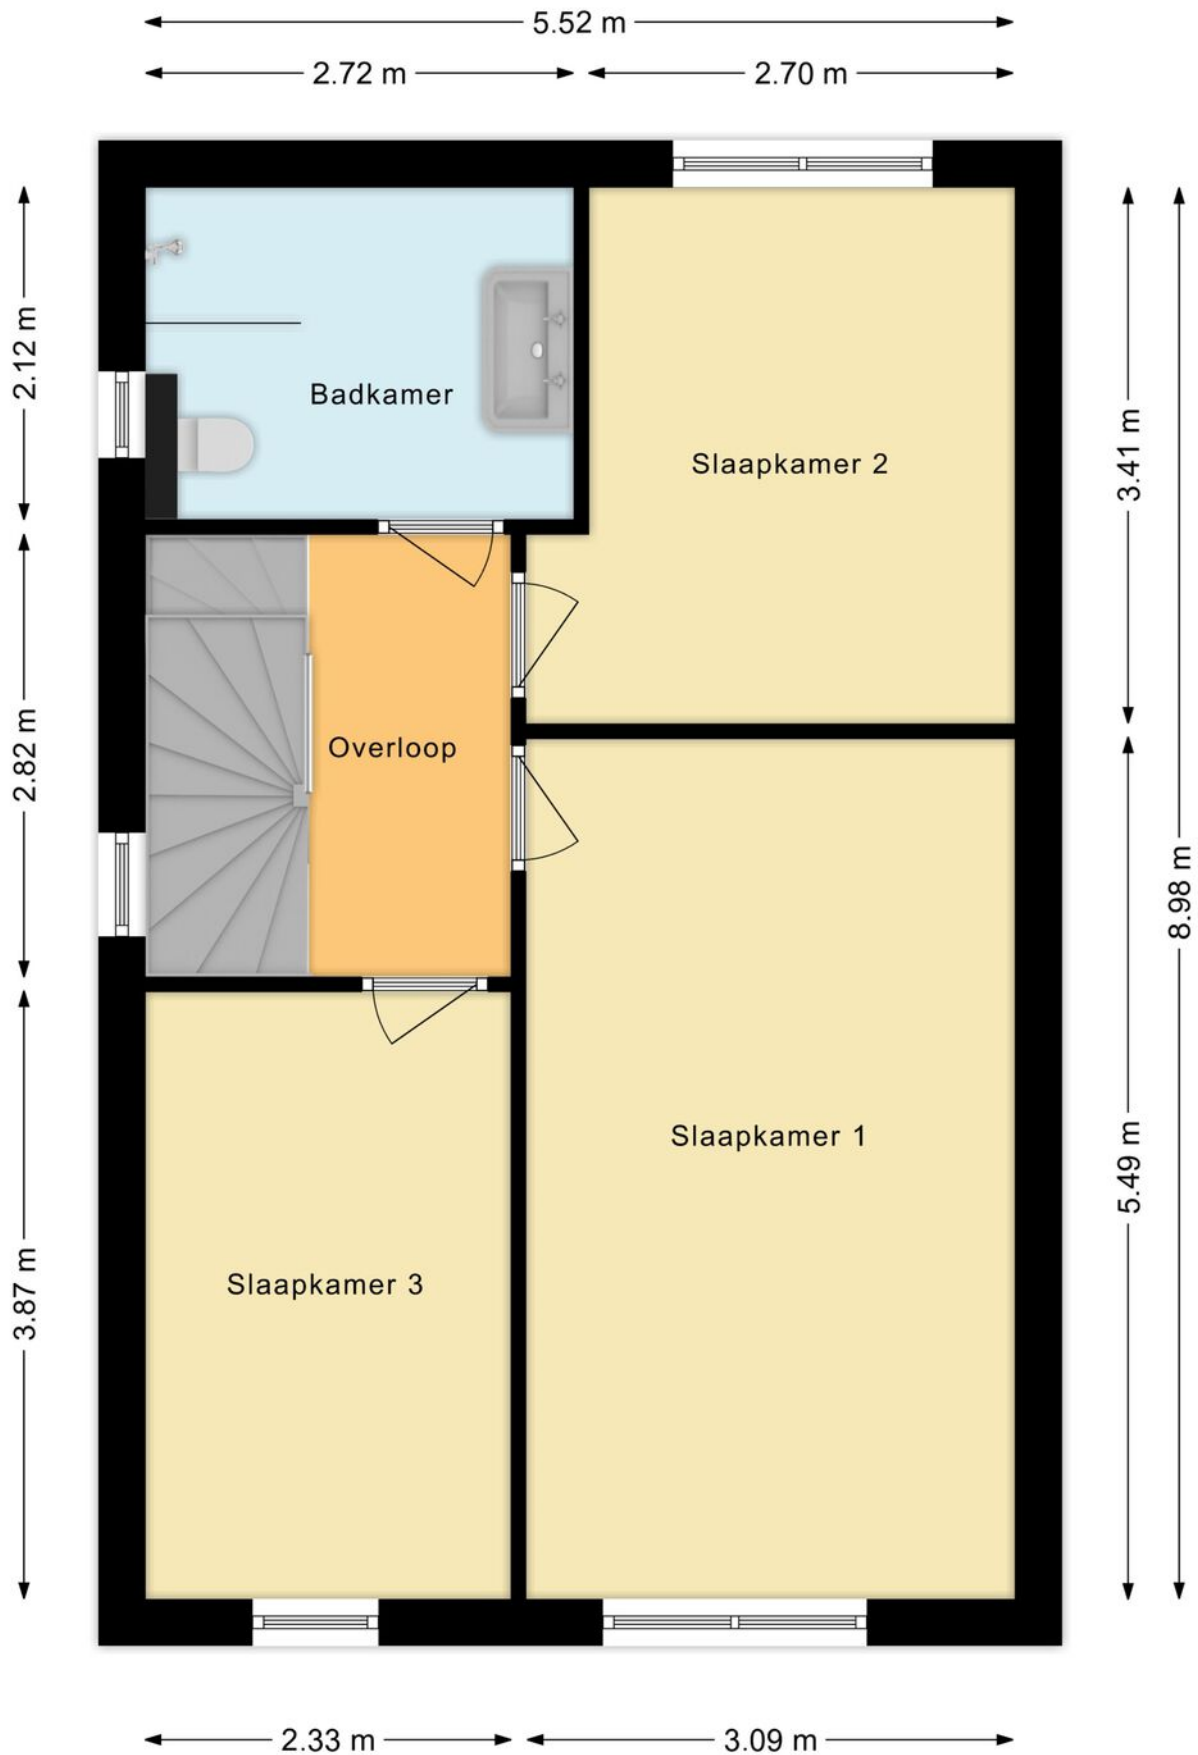 5.52 m
2.72 m
2.70 m
2.12 m
Badkamer
Slaapkamer 2
3.41 m
2.82 m
Overloop
8.98 m
Slaapkamer 1
5.49 m
3.87 m
Slaapkamer 3
2.33 m
3.09 m